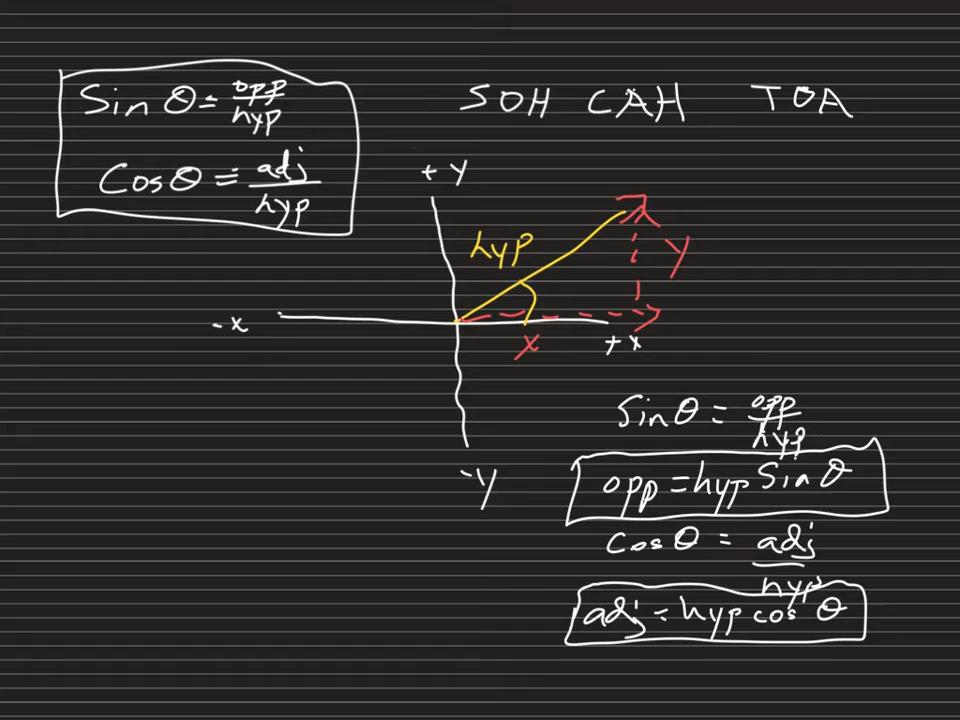 Sin θ = opp/hyp
Cos θ = adj/hyp
SOH CAH TOA
+ y
hyp
y
- x
x
+ x
- y
Sin θ = opp/hyp
opp = hyp Sin θ
cos θ = adj/hyp
adj = hyp cos θ